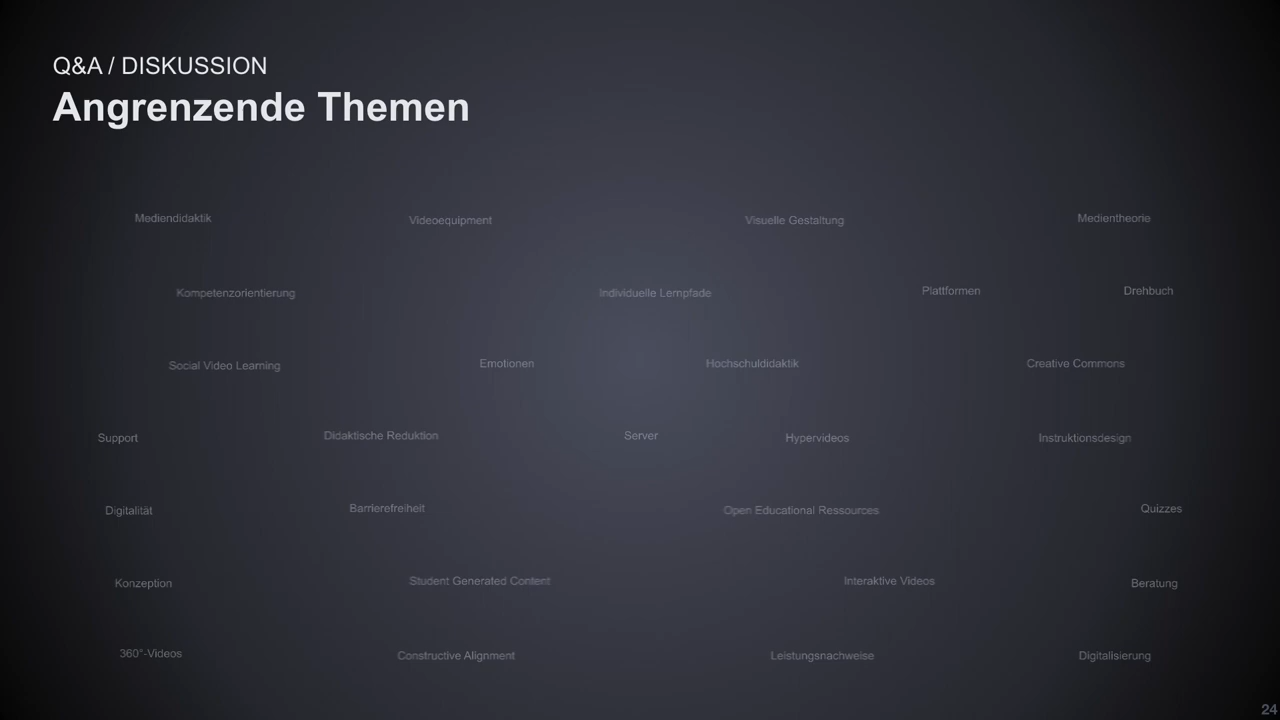 Q&A / DISKUSSION
Angrenzende Themen
Mediendidaktik Videoequipment Visuelle Gestaltung Medientheorie
Kompetenzorientierung Individuelle Lernpfade Plattformen Drehbuch
Social Video Learning Emotionen Hochschuldidaktik Creative Commons
Support Didaktische Reduktion Server Hypervideos Instruktionsdesign
Digitalität Barrierefreiheit Open Educational Ressources Quizzes
Konzeption Student Generated Content Interaktive Videos Beratung
360°-Videos Constructive Alignment Leistungsnachweise Digitalisierung
24